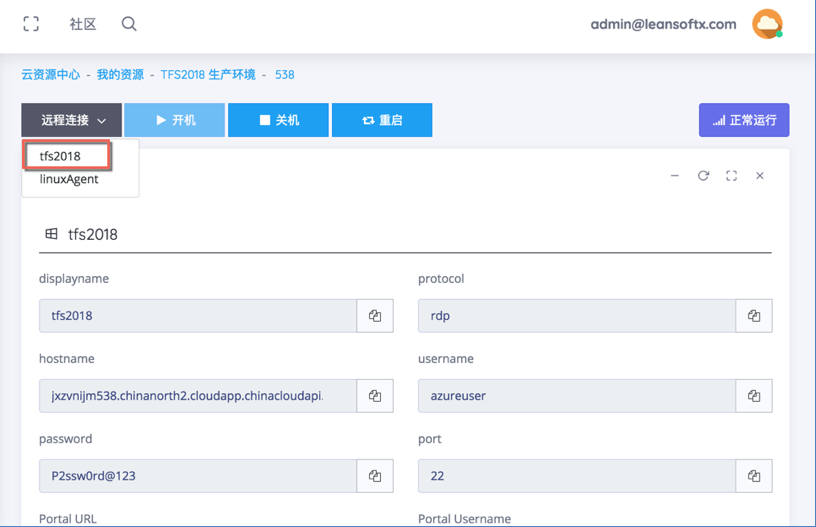 社区
admin@leansoftx.com
云资源中心 - 我的资源 - TFS2018 生产环境 - 538
远程连接 开机 关机 重启 正常运行
tfs2018
linuxAgent
tfs2018
displayname protocol
tfs2018 rdp
hostname username
jxzvnijm538.chinanorth2.cloudapp.chinacloudapi. azureuser
password port
P2ssw0rd@123 22
Portal URL Portal Username